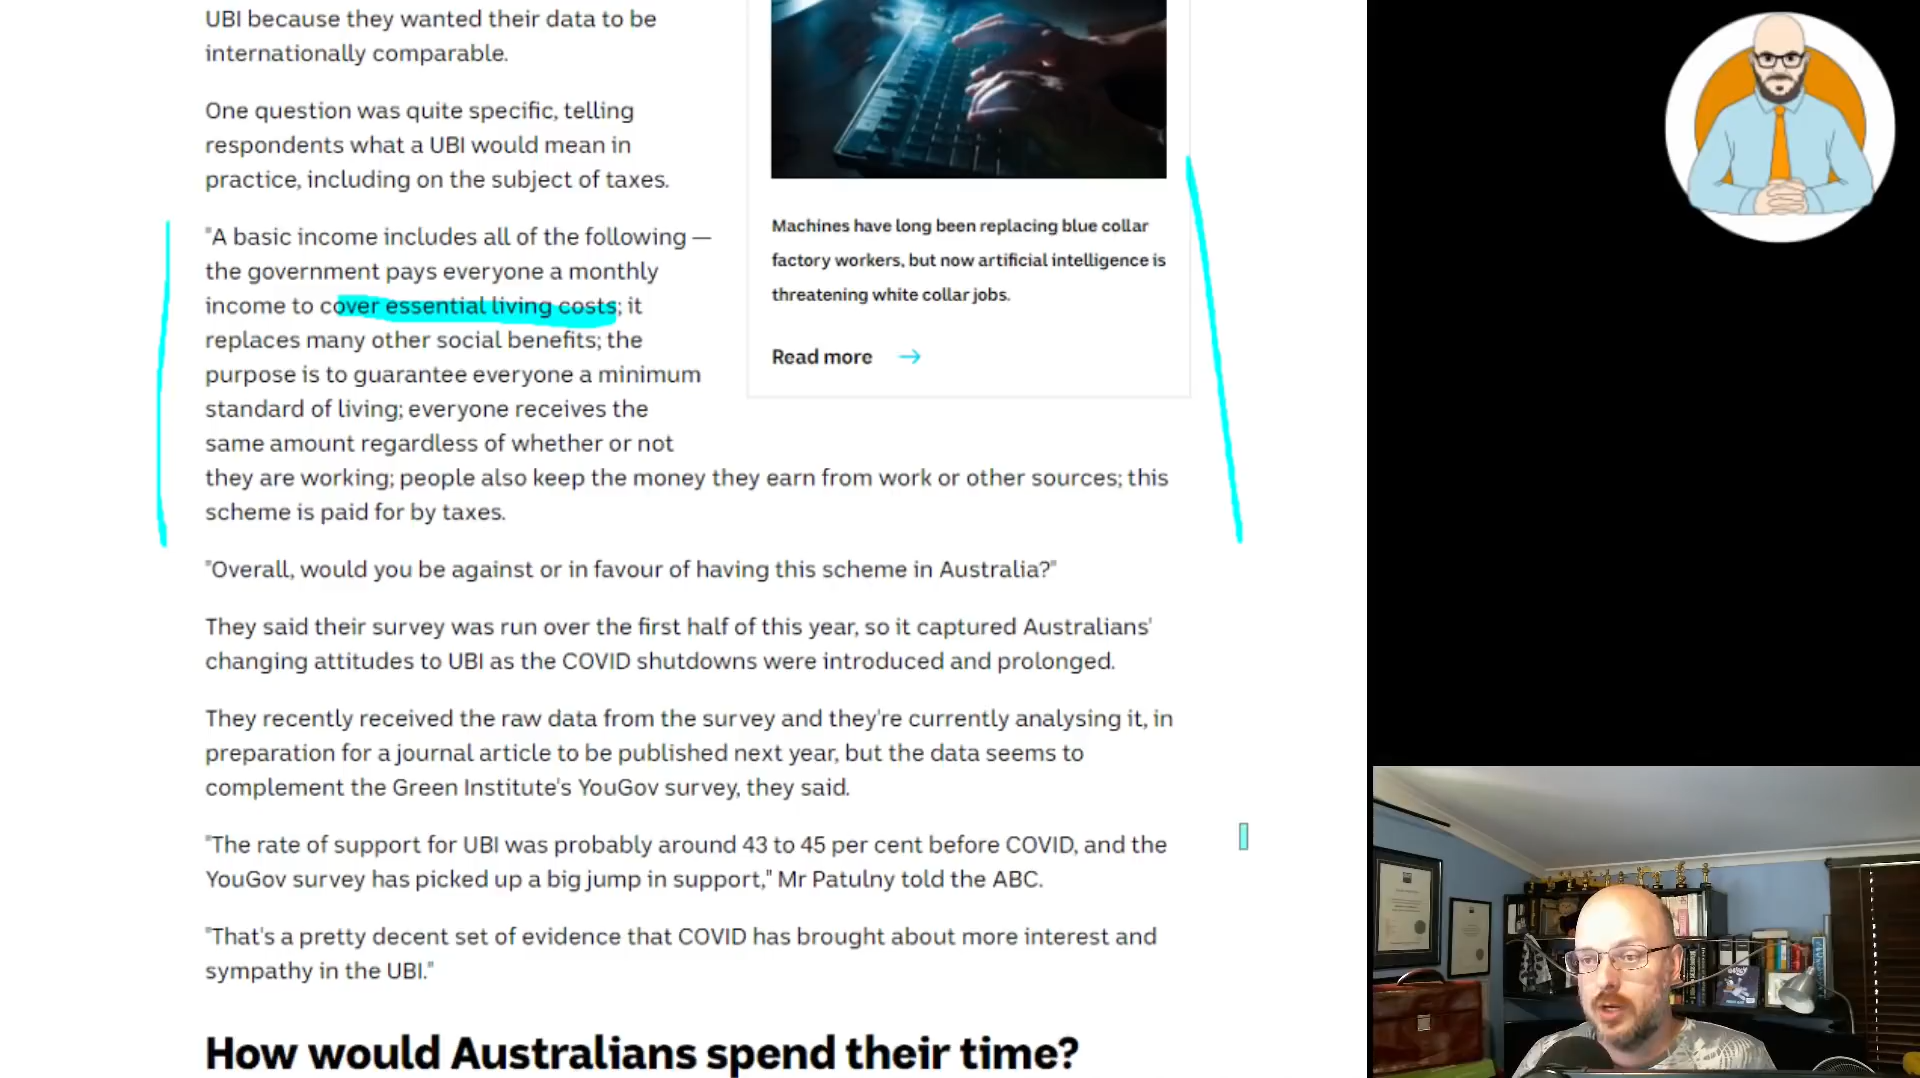 UBI because they wanted their data to be
internationally comparable.
One question was quite specific, telling
respondents what a UBI would mean in
practice, including on the subject of taxes.
"A basic income includes all of the following —
the government pays everyone a monthly
income to cover essential living costs; it
replaces many other social benefits; the
purpose is to guarantee everyone a minimum
standard of living; everyone receives the
same amount regardless of whether or not
they are working; people also keep the money they earn from work or other sources; this
scheme is paid for by taxes.
"Overall, would you be against or in favour of having this scheme in Australia?"
They said their survey was run over the first half of this year, so it captured Australians'
changing attitudes to UBI as the COVID shutdowns were introduced and prolonged.
They recently received the raw data from the survey and they're currently analysing it, in
preparation for a journal article to be published next year, but the data seems to
complement the Green Institute's YouGov survey, they said.
"The rate of support for UBI was probably around 43 to 45 per cent before COVID, and the
YouGov survey has picked up a big jump in support," Mr Patulny told the ABC.
"That's a pretty decent set of evidence that COVID has brought about more interest and
sympathy in the UBI."
How would Australians spend their time?
Machines have long been replacing blue collar
factory workers, but now artificial intelligence is
threatening white collar jobs.
Read more →